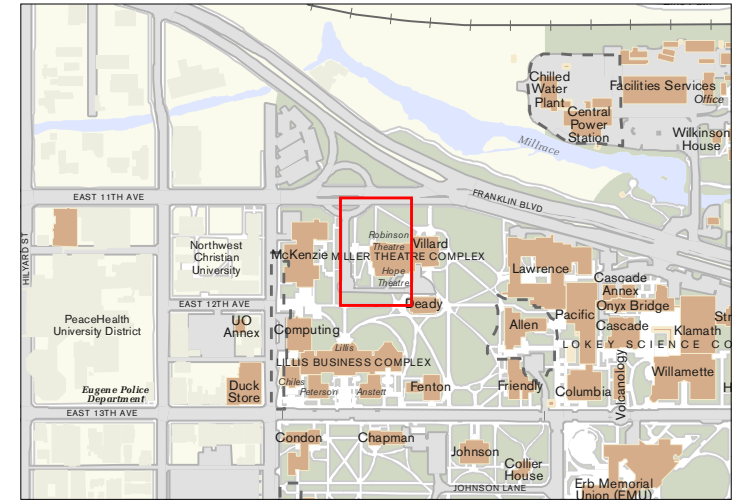 Chilled
Water
Plant
Facilities Services
Office
Central
Power
Station
Wilkinson
House
Millrace
EAST 11TH AVE
FRANKLIN BLVD
HILYARD ST
Northwest
Christian
University
McKenzie
Robinson
Theatre
MILLER THEATRE COMPLEX
Hope
Theatre
Villard
Deady
Lawrence
Cascade
Annex
Onyx Bridge
Pacific
Cascade
Klamath
Allen
LOKEY SCIENCE CO
EAST 12TH AVE
UO
Annex
PeaceHealth
University District
Computing
Lillis
LILLIS BUSINESS COMPLEX
Chiles
Peterson
Anstett
Fenton
Friendly
Columbia
Volcanology
Willamette
Duck
Store
Eugene Police
Department
EAST 13TH AVE
Condon
Chapman
Johnson
Collier
House
JOHNSON LANE
Erb Memorial
Union (EMU)